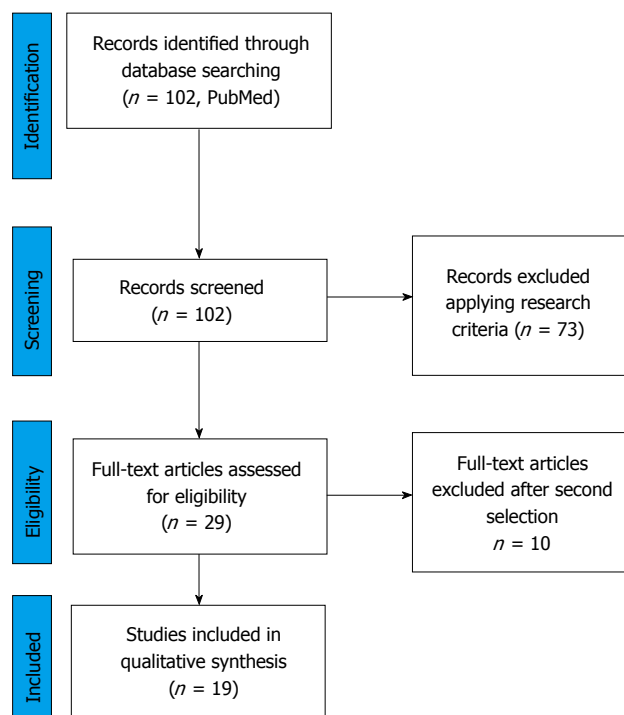 Identification
Records identified through
database searching
(n = 102, PubMed)
Screening
Records screened
(n = 102)
Records excluded
applying research
criteria (n = 73)
Eligibility
Full-text articles assessed
for eligibility
(n = 29)
Full-text articles
excluded after second
selection
n = 10
Included
Studies included in
qualitative synthesis
(n = 19)